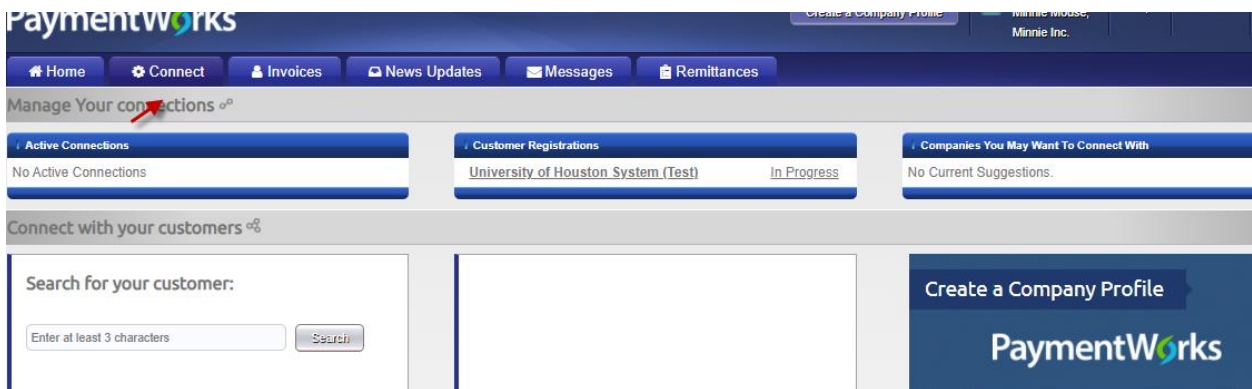 PaymentWorks
Create a Company Profile
Minnie Mouse,
Minnie Inc.
Home Connect Invoices News Updates Messages Remittances
Manage Your connections
Active Connections
No Active Connections
Customer Registrations
University of Houston System (Test) In Progress
Companies You May Want To Connect With
No Current Suggestions.
Connect with your customers
Search for your customer:
Enter at least 3 characters Search
Create a Company Profile
PaymentWorks